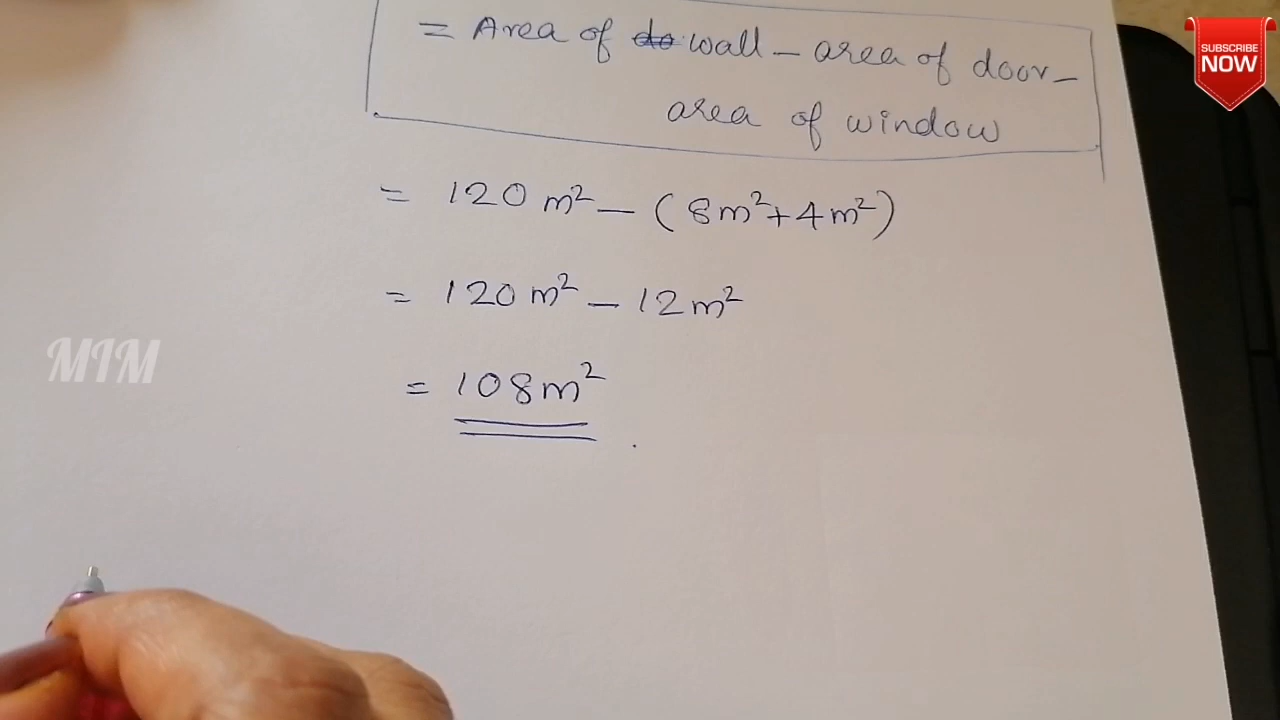 = Area of do wall - area of door -
area of window
= 120 m² - (8m² + 4m²)
= 120 m² - 12 m²
= 108 m²
MIM
SUBSCRIBE
NOW